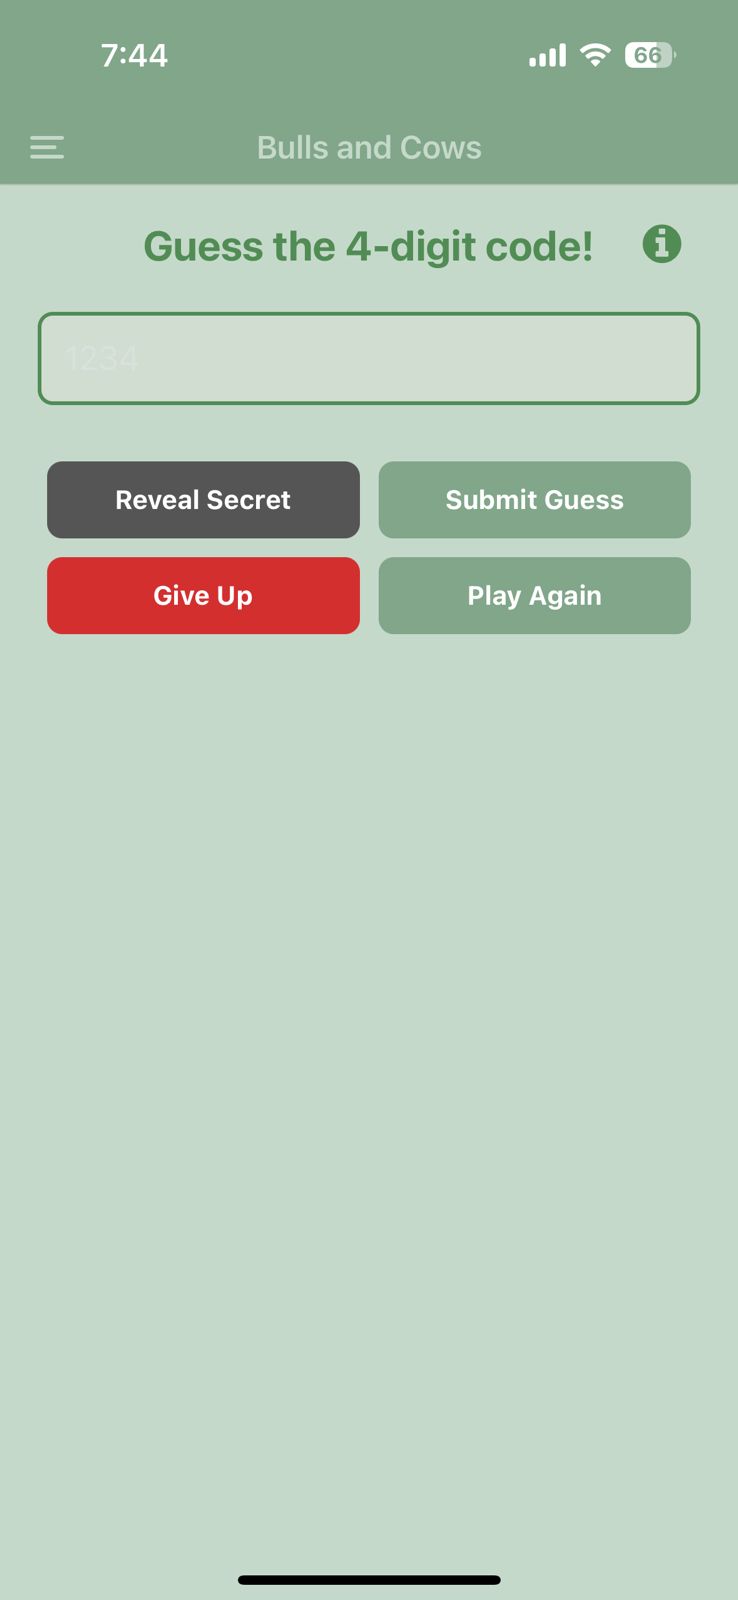 7:44
66
Bulls and Cows
Guess the 4-digit code!
1234
Reveal Secret
Submit Guess
Give Up
Play Again